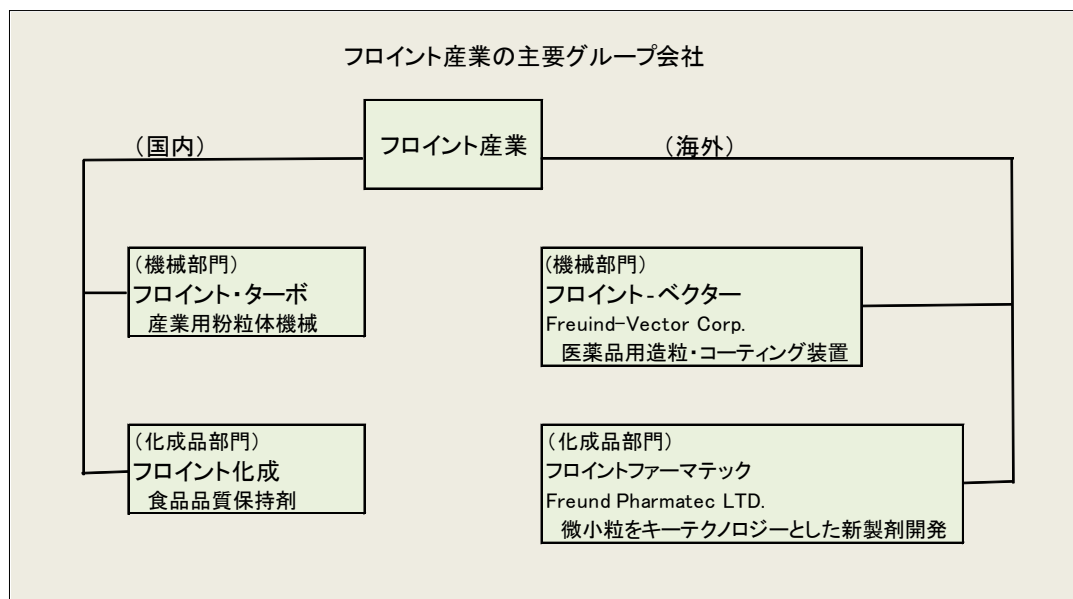 フロイント産業の主要グループ会社
フロイント産業
（国内）
（海外）
（機械部門）
フロイント・ターボ
産業用粉粒体機械
（機械部門）
フロイント-ベクター
Freuind-Vector Corp.
医薬品用造粒・コーティング装置
（化成品部門）
フロイント化成
食品品質保持剤
（化成品部門）
フロイントファーマテック
Freund Pharmatec LTD.
微小粒をキーテクノロジーとした新製剤開発